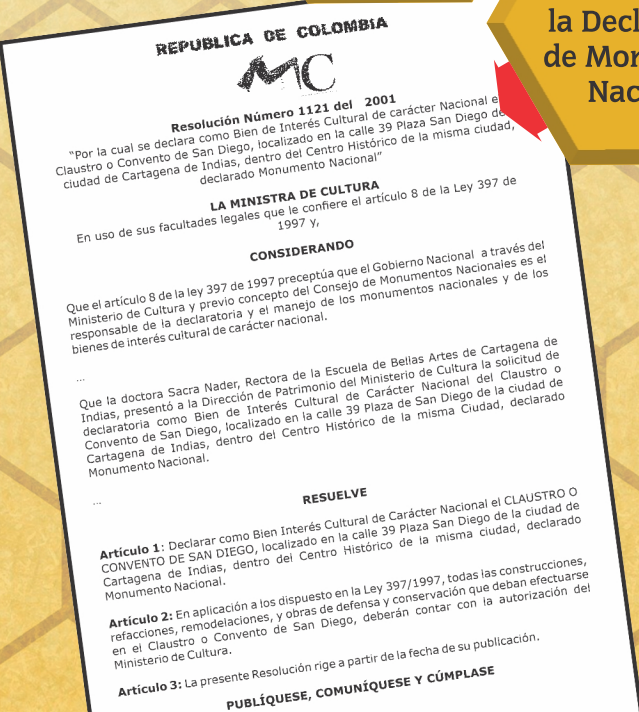 la Decl
de Mor
Nac
REPUBLICA DE COLOMBIA
MC
Resolución Número 1121 del 2001
"Por la cual se declara como Bien de Interés Cultural de carácter Nacional e
Claustro o Convento de San Diego, localizado en la calle 39 Plaza San Diego de
ciudad de Cartagena de Indias, dentro del Centro Histórico de la misma ciudad,
declarado Monumento Nacional"
LA MINISTRA DE CULTURA
En uso de sus facultades legales que le confiere el artículo 8 de la Ley 397 de
1997 y,
CONSIDERANDO
Que el artículo 8 de la ley 397 de 1997 preceptúa que el Gobierno Nacional a través del
Ministerio de Cultura y previo concepto del Consejo de Monumentos Nacionales es el
responsable de la declaratoria y el manejo de los monumentos nacionales y de los
bienes de interés cultural de carácter nacional.
...
Que la doctora Sacra Nader, Rectora de la Escuela de Bellas Artes de Cartagena de
Indias, presentó a la Dirección de Patrimonio del Ministerio de Cultura la solicitud de
declaratoria como Bien de Interés Cultural de Carácter Nacional del Claustro o
Convento de San Diego, localizado en la calle 39 Plaza de San Diego de la ciudad de
Cartagena de Indias, dentro del Centro Histórico de la misma Ciudad, declarado
Monumento Nacional.
...
RESUELVE
Artículo 1: Declarar como Bien Interés Cultural de Carácter Nacional el CLAUSTRO O
CONVENTO DE SAN DIEGO, localizado en la calle 39 Plaza San Diego de la ciudad de
Cartagena de Indias, dentro del Centro Histórico de la misma ciudad, declarado
Monumento Nacional.
Artículo 2: En aplicación a los dispuesto en la Ley 397/1997, todas las construcciones,
refacciones, remodelaciones, y obras de defensa y conservación que deban efectuarse
en el Claustro o Convento de San Diego, deberán contar con la autorización del
Ministerio de Cultura.
Artículo 3: La presente Resolución rige a partir de la fecha de su publicación.
PUBLÍQUESE, COMUNÍQUESE Y CÚMPLASE